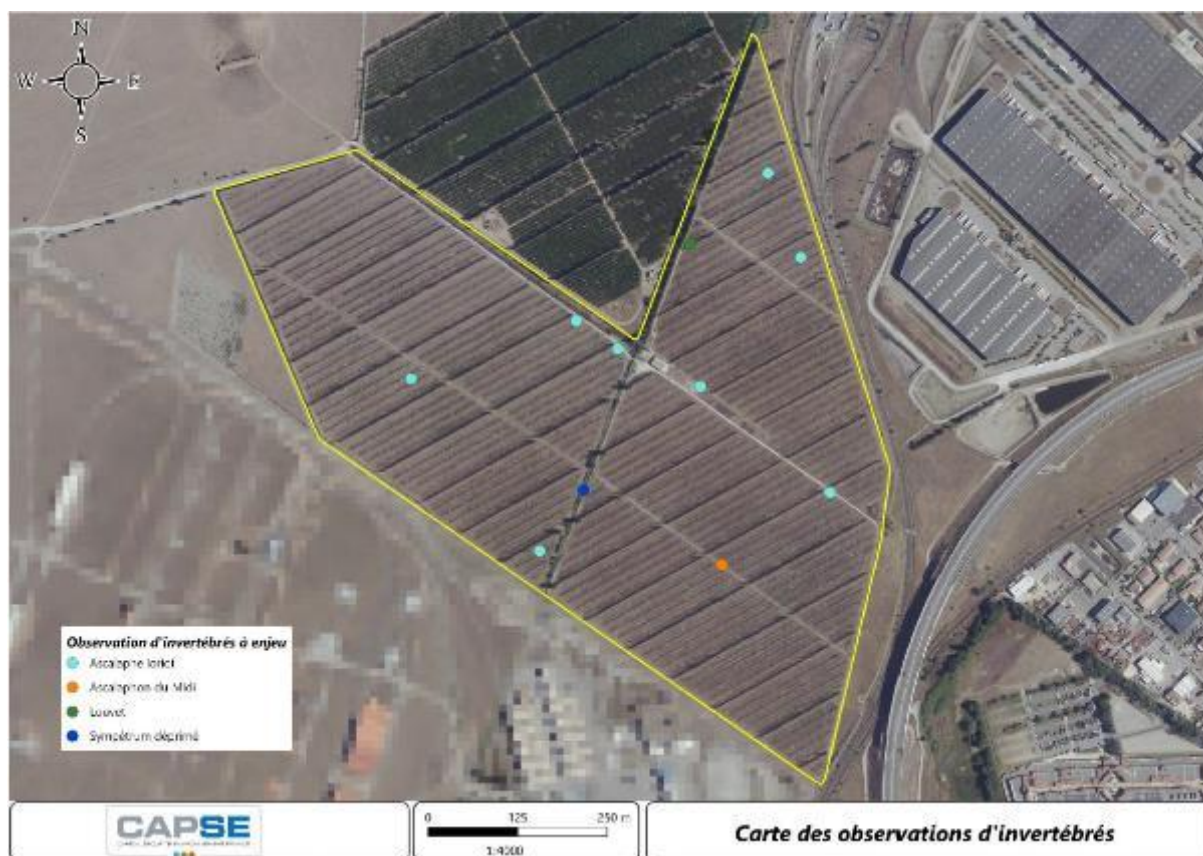 N
W E
S
Observation d'invertébrés à enjeu
Ascalaphe loriot
Ascalaphon du Midi
Louvet
Sympétrum déprimé
CAPSE
0 125 250 m
1:4000
Carte des observations d'invertébrés